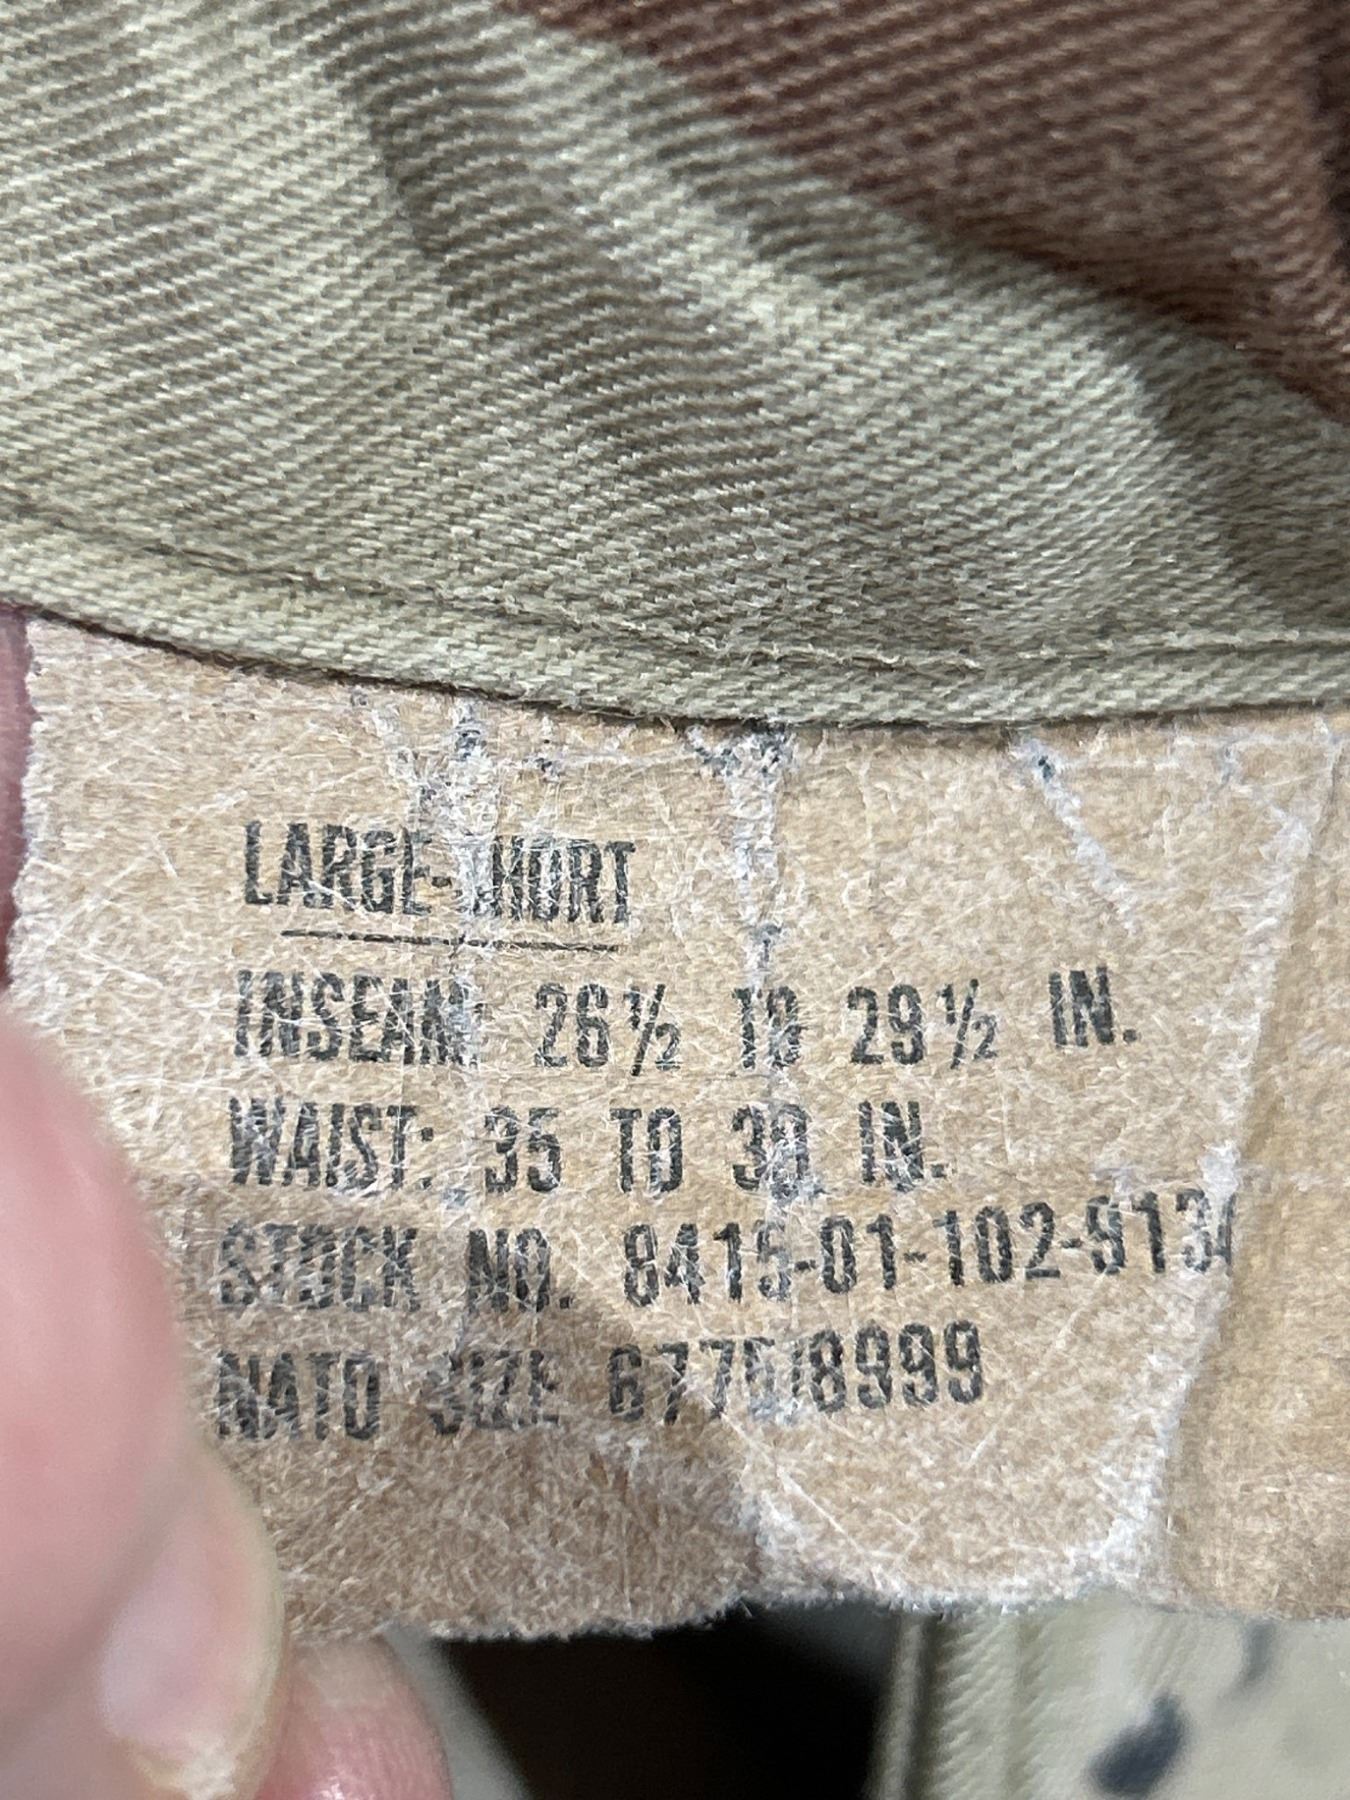 LARGE-SHORT
INSEAM: 26½ TO 29½ IN.
WAIST: 35 TO 39 IN.
STOCK NO. 8415-01-102-913
NATO SIZE 6775/8999